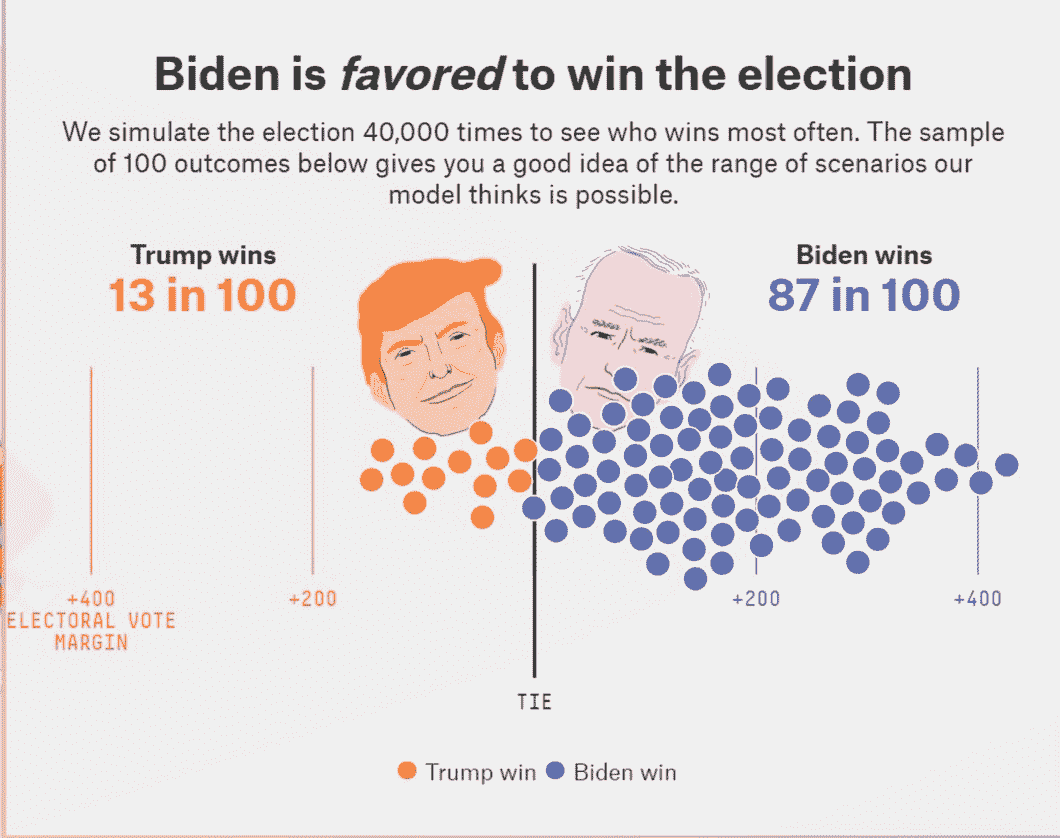 Biden is favored to win the election
We simulate the election 40,000 times to see who wins most often. The sample
of 100 outcomes below gives you a good idea of the range of scenarios our
model thinks is possible.
Trump wins
13 in 100
Biden wins
87 in 100
+400
ELECTORAL VOTE
MARGIN
+200
+200
+400
TIE
Trump win Biden win